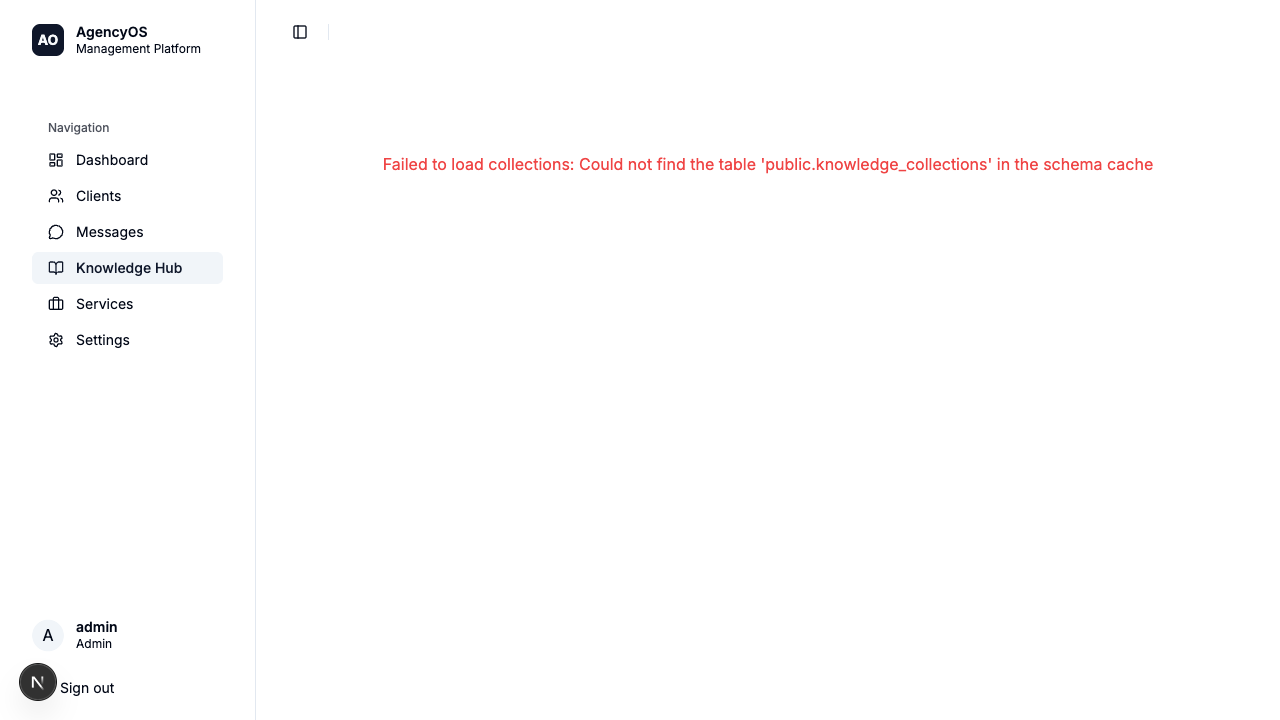 AO
AgencyOS
Management Platform
Navigation
Dashboard
Clients
Messages
Knowledge Hub
Services
Settings
Failed to load collections: Could not find the table 'public.knowledge_collections' in the schema cache
A
admin
Admin
N
Sign out